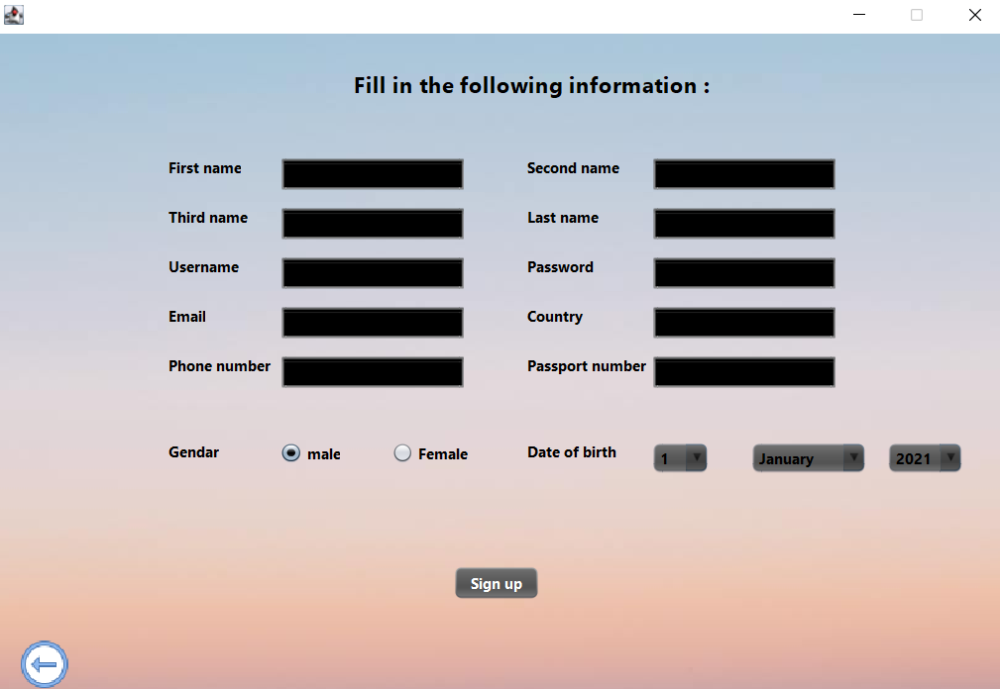 Fill in the following information :
First name Second name
Third name Last name
Username Password
Email Country
Phone number Passport number
Gendar male Female Date of birth 1 January 2021
Sign up